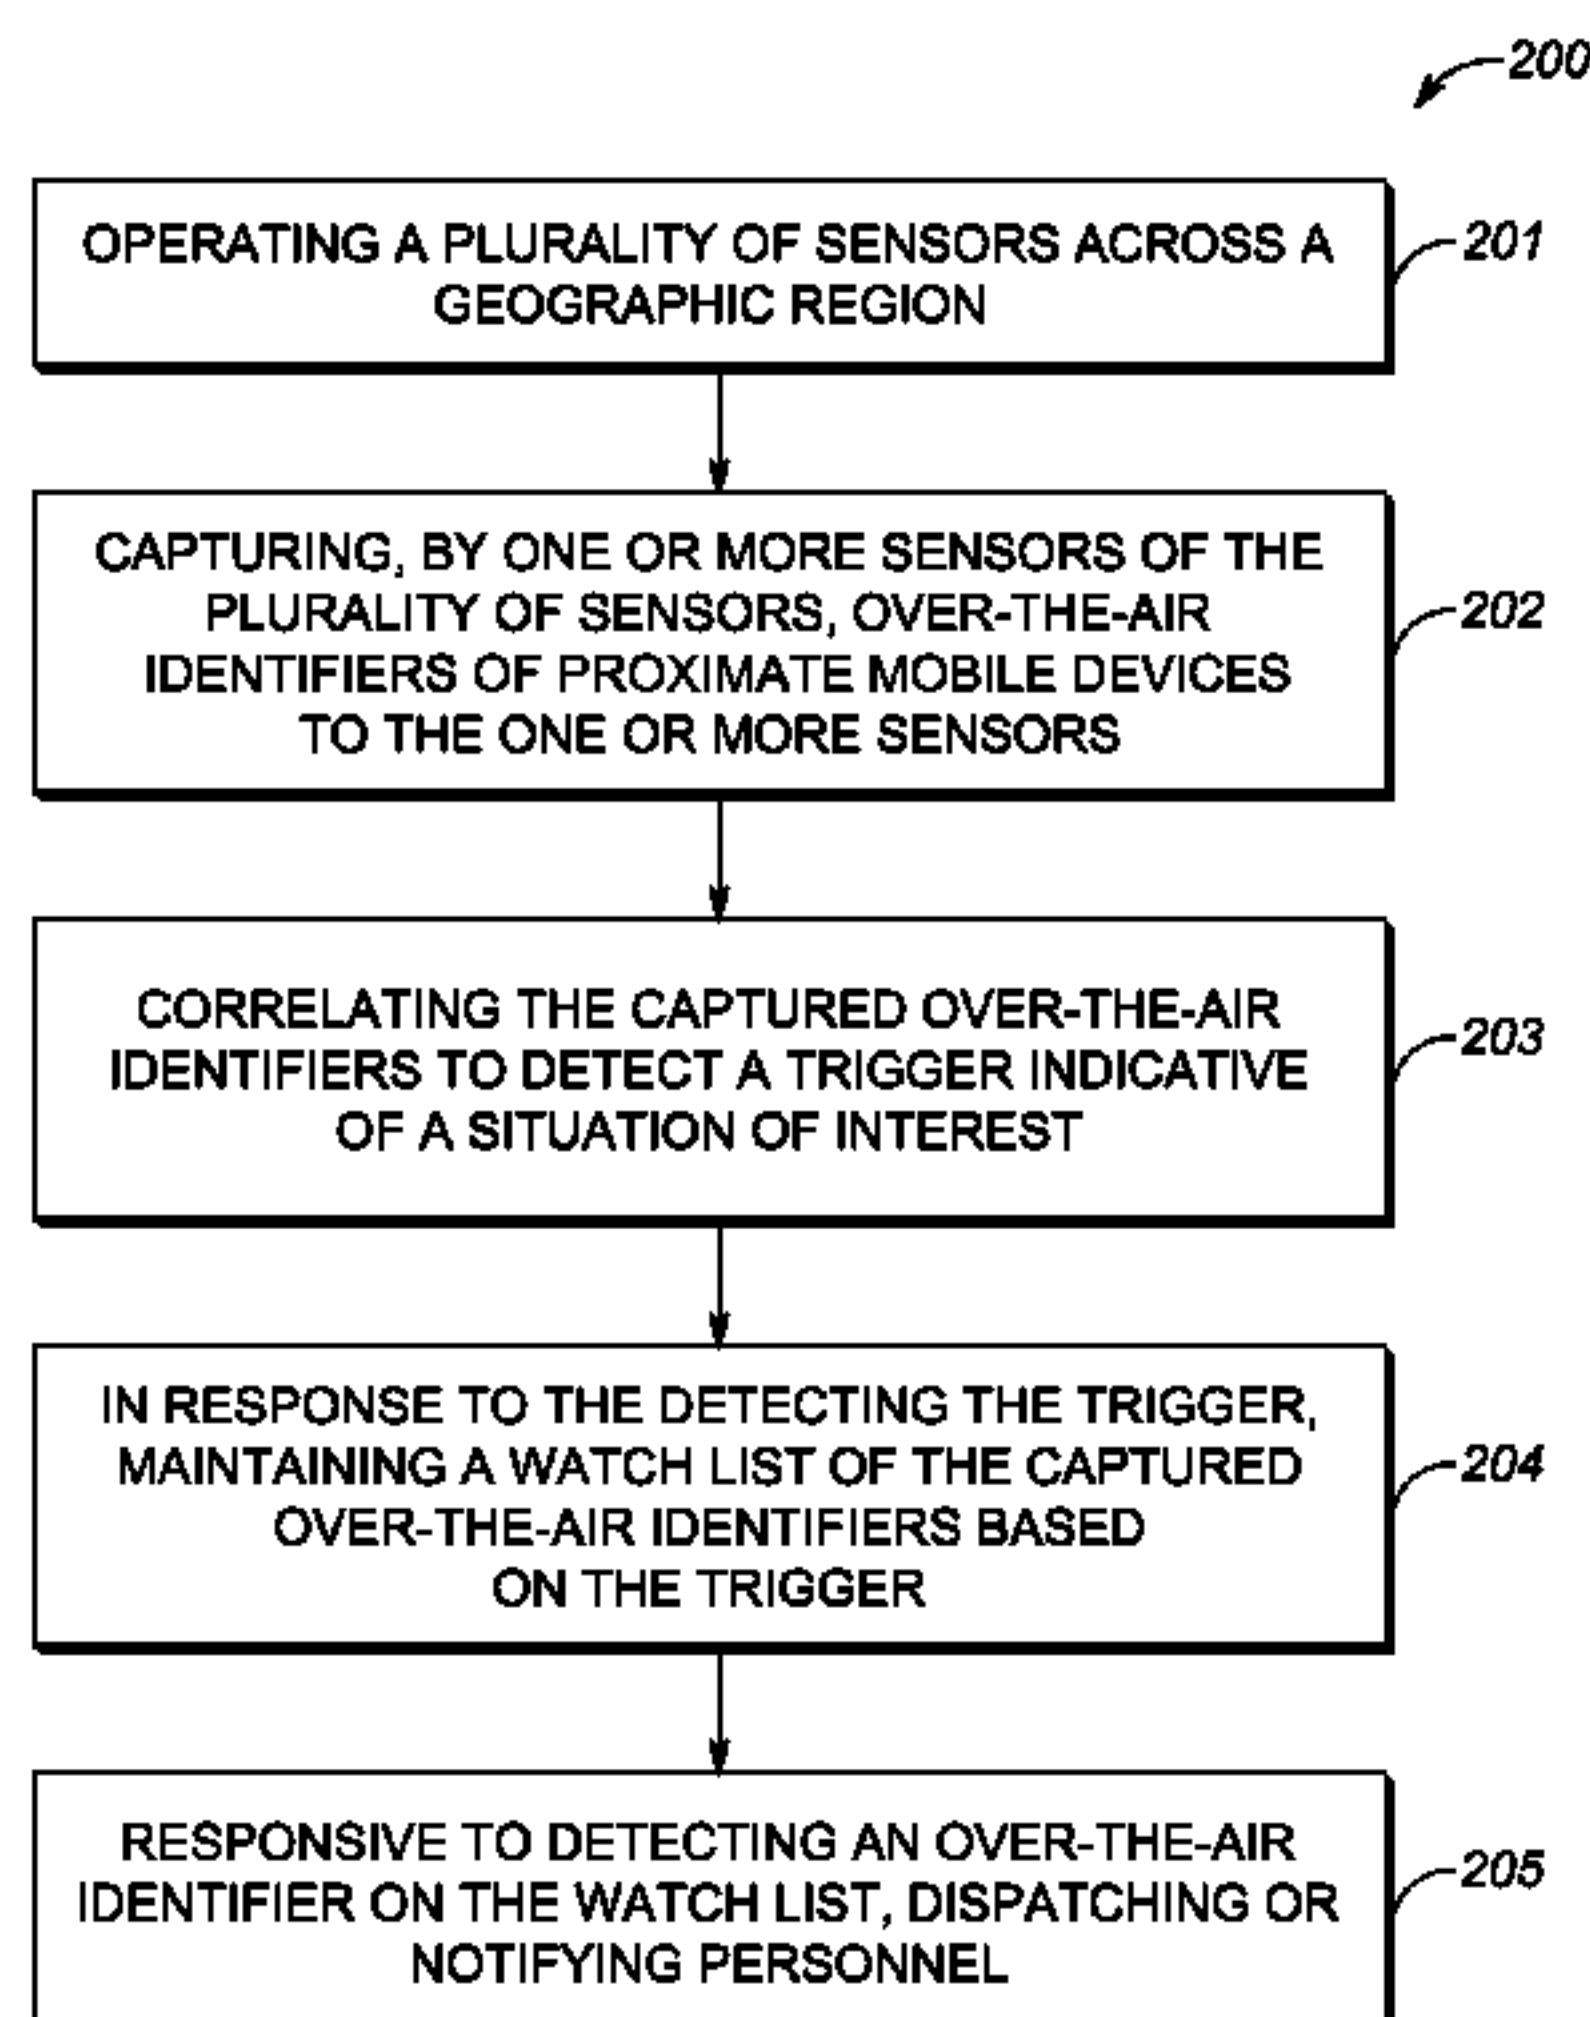 200
OPERATING A PLURALITY OF SENSORS ACROSS A
GEOGRAPHIC REGION
201
CAPTURING, BY ONE OR MORE SENSORS OF THE
PLURALITY OF SENSORS, OVER-THE-AIR
IDENTIFIERS OF PROXIMATE MOBILE DEVICES
TO THE ONE OR MORE SENSORS
202
CORRELATING THE CAPTURED OVER-THE-AIR
IDENTIFIERS TO DETECT A TRIGGER INDICATIVE
OF A SITUATION OF INTEREST
203
IN RESPONSE TO THE DETECTING THE TRIGGER,
MAINTAINING A WATCH LIST OF THE CAPTURED
OVER-THE-AIR IDENTIFIERS BASED
ON THE TRIGGER
204
RESPONSIVE TO DETECTING AN OVER-THE-AIR
IDENTIFIER ON THE WATCH LIST, DISPATCHING OR
NOTIFYING PERSONNEL
205